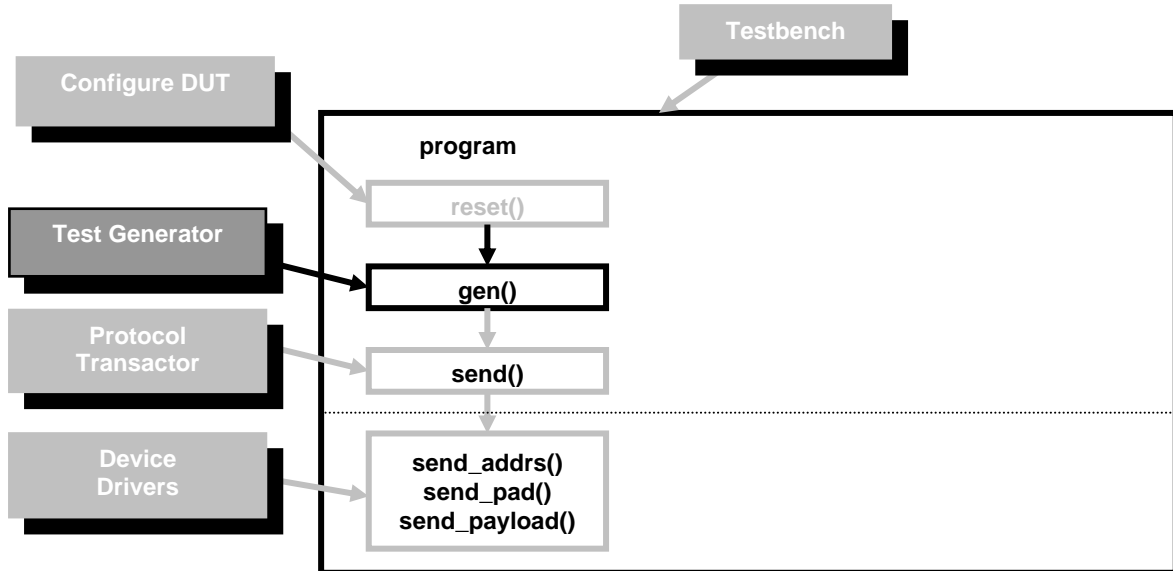 Testbench
Configure DUT
program
reset()
Test Generator
gen()
Protocol
Transactor
send()
Device
Drivers
send_addrs()
send_pad()
send_payload()